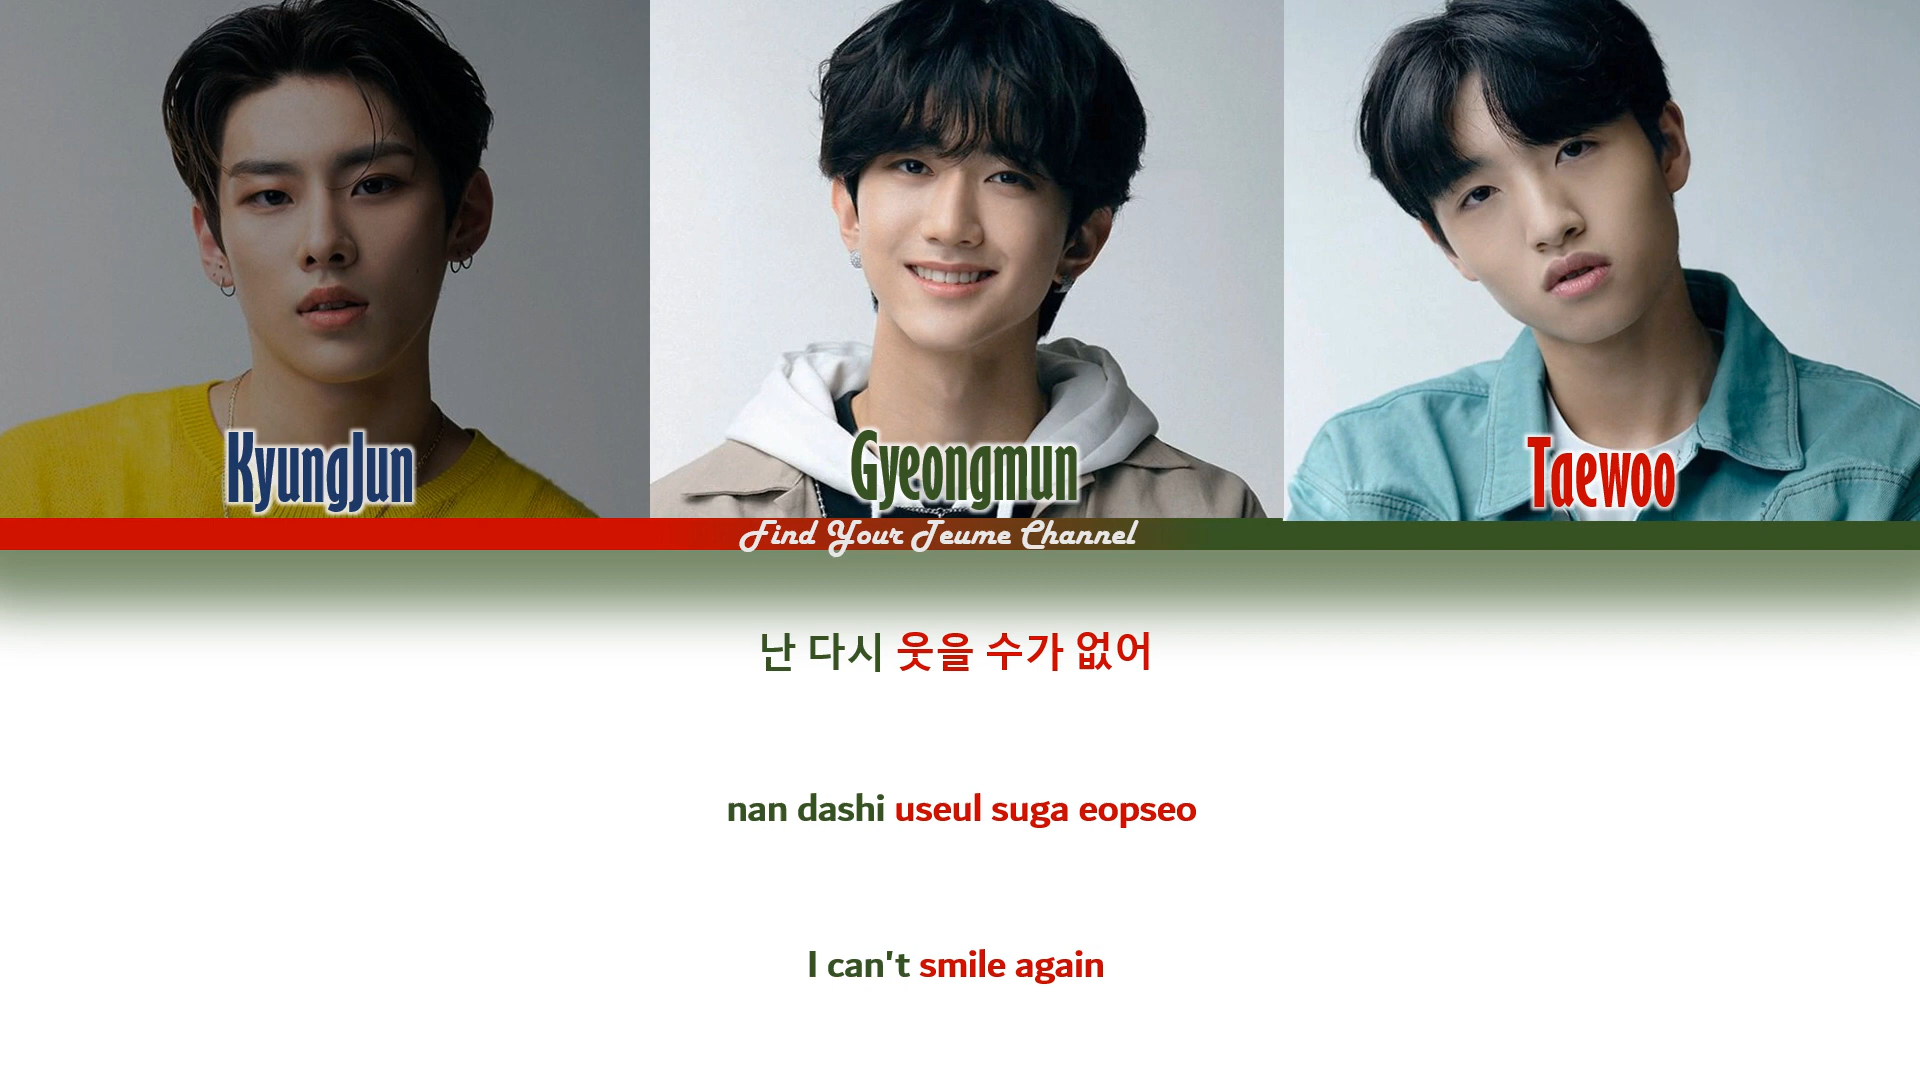 KyungJun
Gyeongmun
Taewoo
Find Your Teume Channel
난 다시 웃을 수가 없어
nan dashi useul suga eopseo
I can't smile again